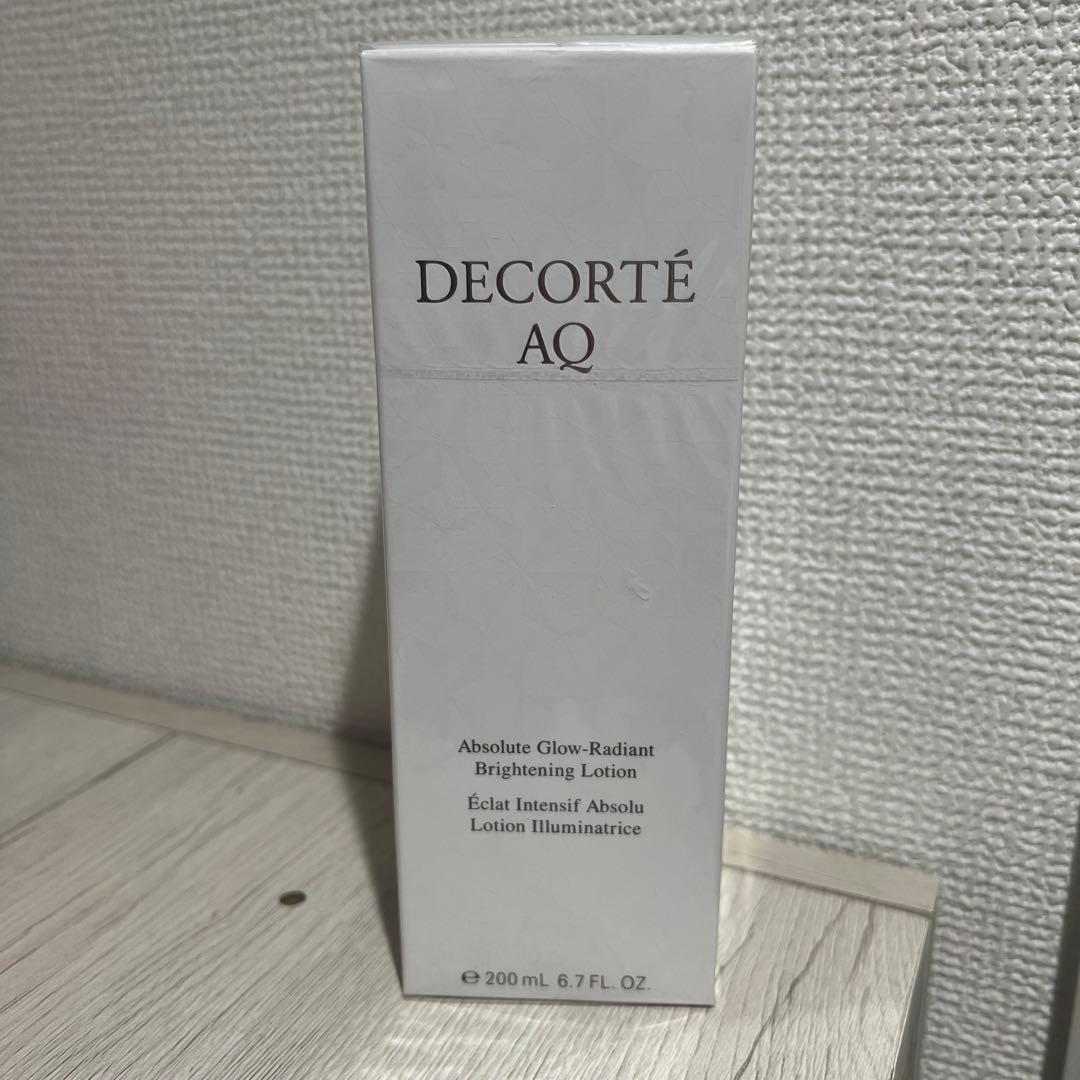 DECORTÉ
AQ
Absolute Glow-Radiant
Brightening Lotion
Éclat Intensif Absolu
Lotion Illuminatrice
℮ 200 mL 6.7 FL. OZ.